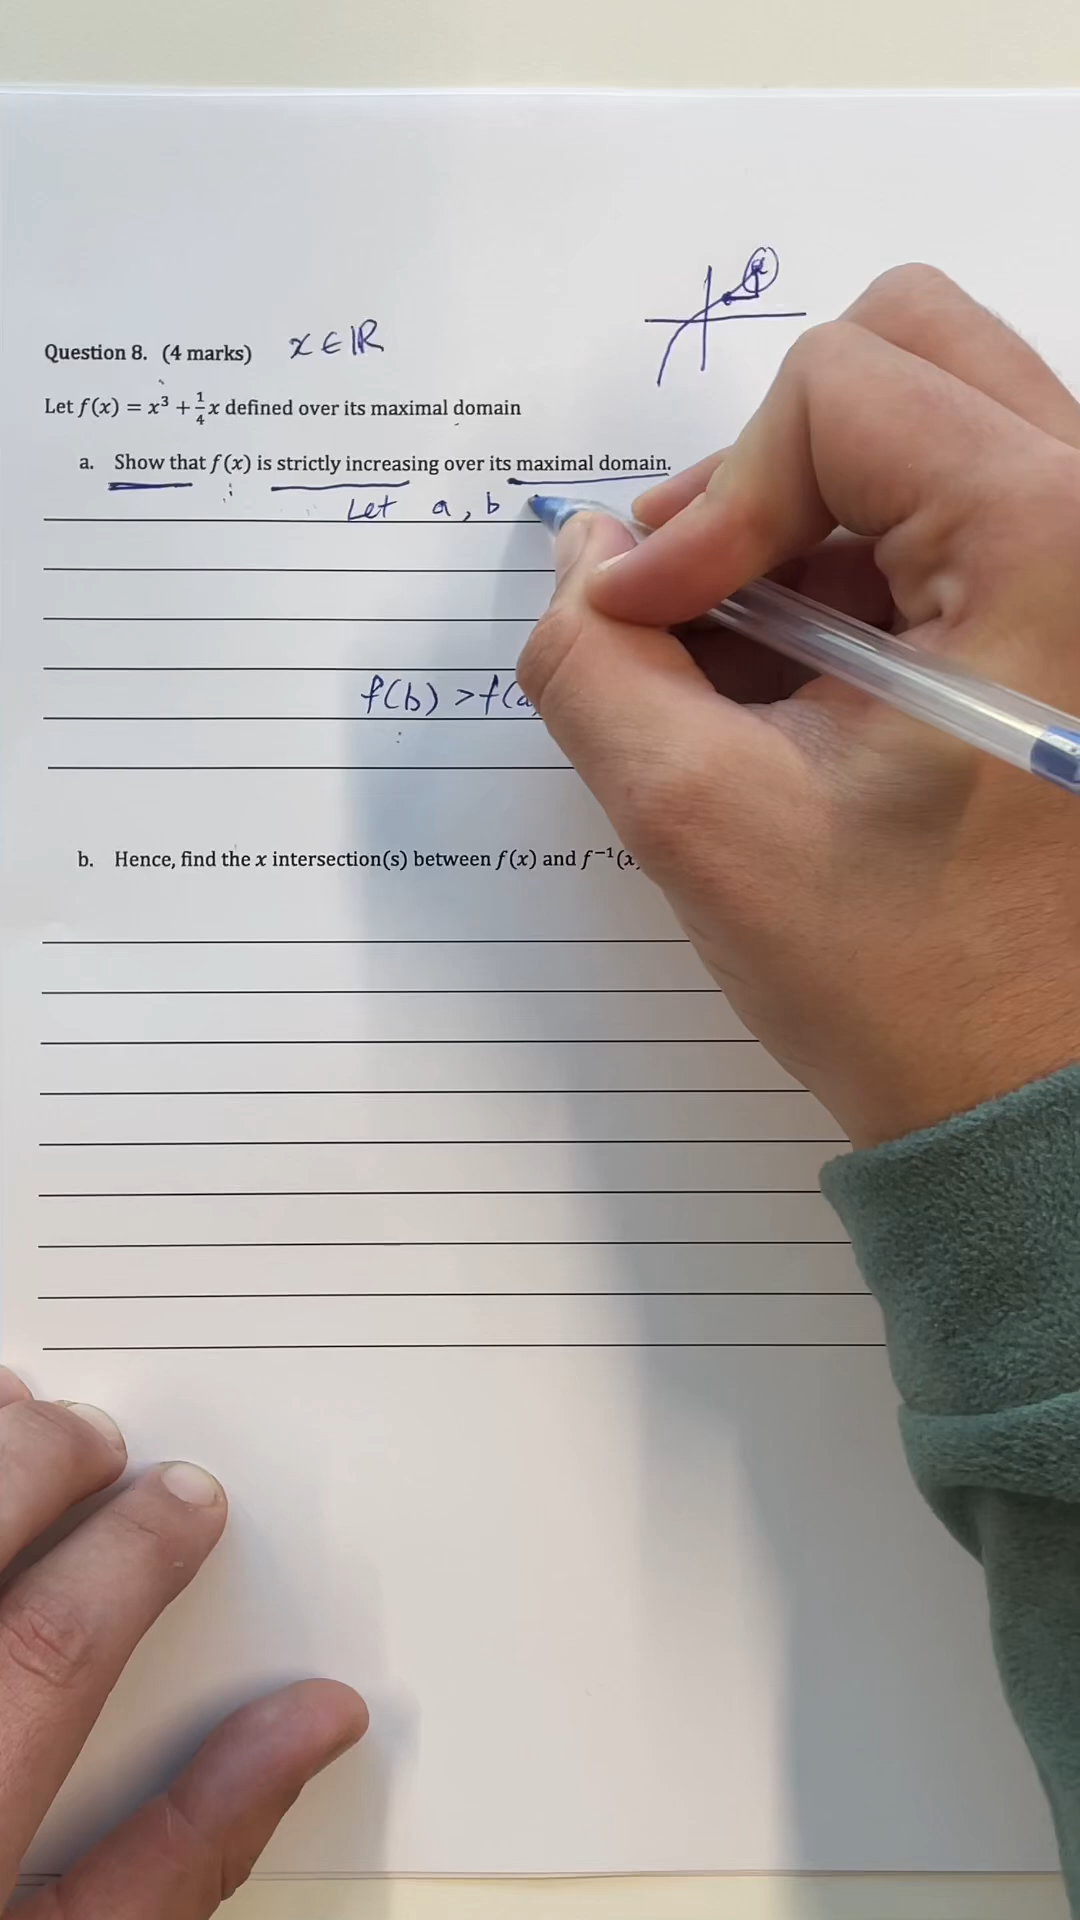 Question 8. (4 marks) x ∈ ℝ
Let f(x) = x³ + 1/4 x defined over its maximal domain
a. Show that f(x) is strictly increasing over its maximal domain.
Let a, b
f(b) > f(a
b. Hence, find the x intersection(s) between f(x) and f⁻¹(x